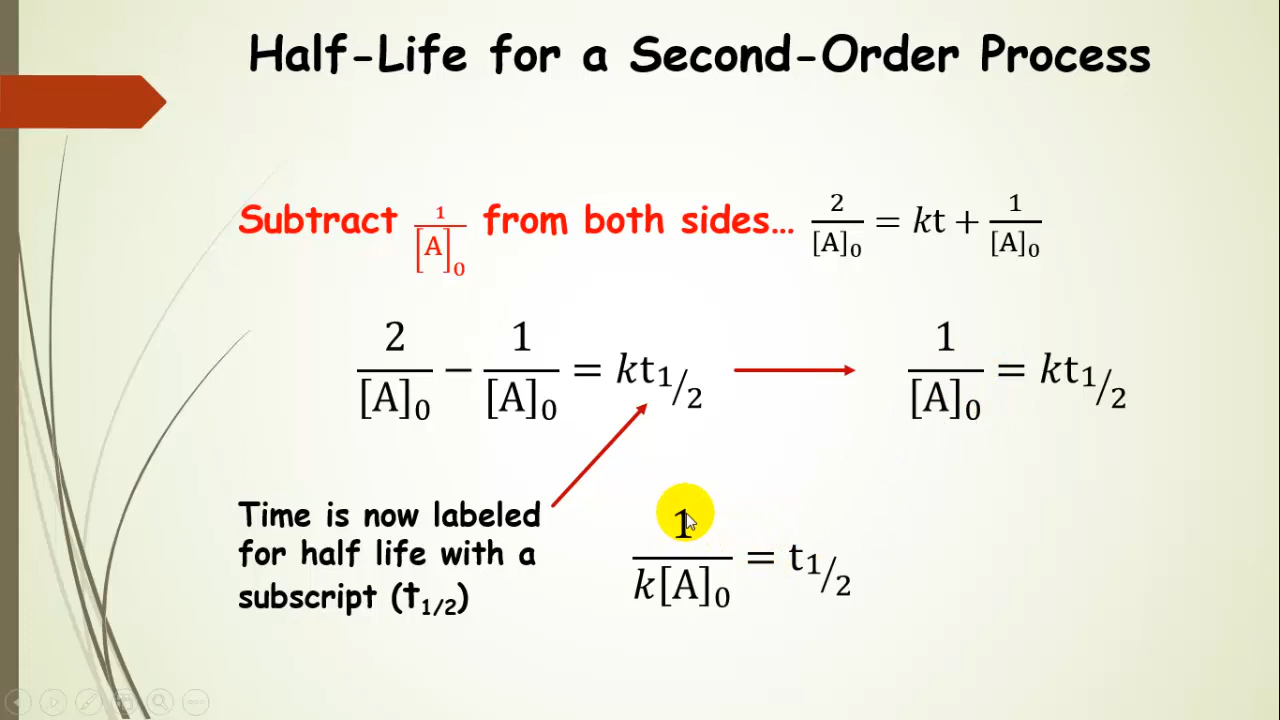 Half-Life for a Second-Order Process
Subtract 1/[A]₀ from both sides… 2/[A]₀ = kt + 1/[A]₀
2/[A]₀ − 1/[A]₀ = kt₁/₂
1/[A]₀ = kt₁/₂
Time is now labeled
for half life with a
subscript (t₁/₂)
1/k[A]₀ = t₁/₂